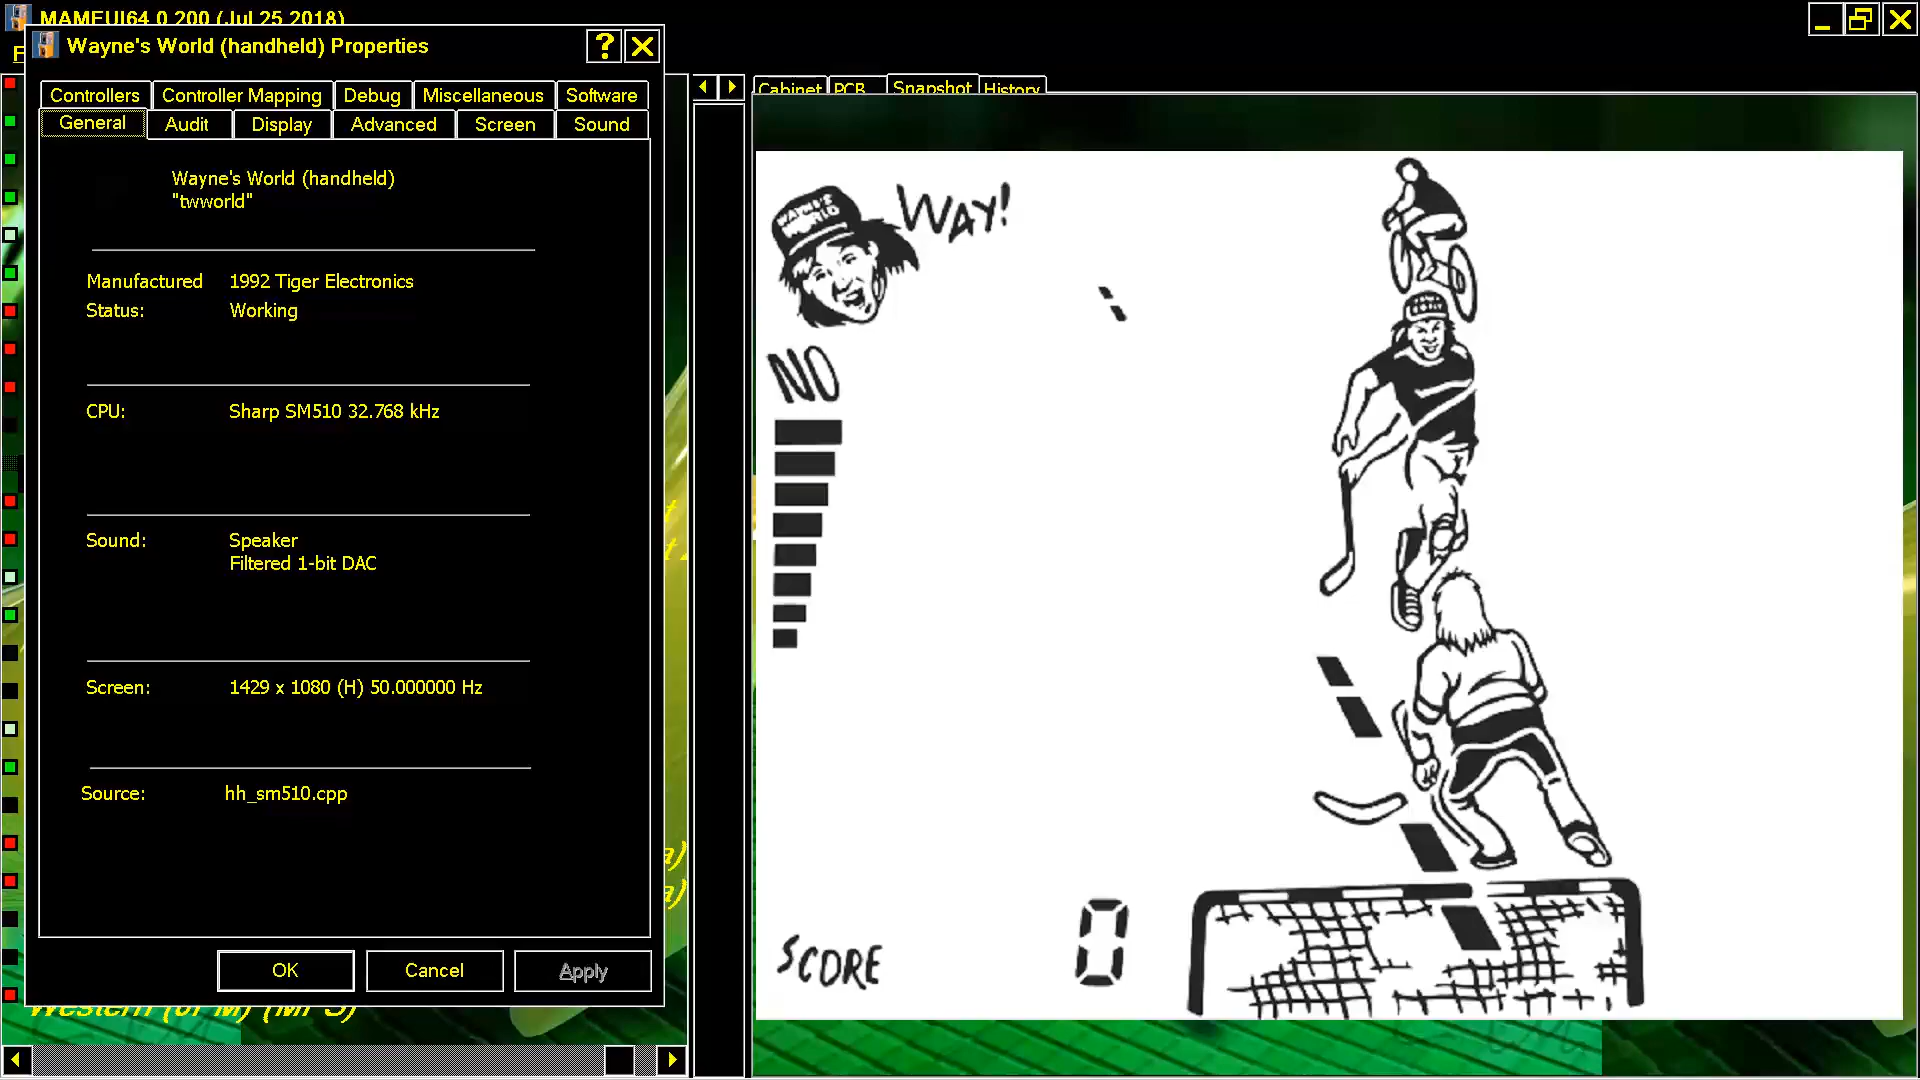 MAMEUI64 0.200 (Jul 25 2018)
Wayne's World (handheld) Properties
Controllers Controller Mapping Debug Miscellaneous Software
General Audit Display Advanced Screen Sound
Wayne's World (handheld)
"twworld"
Manufactured 1992 Tiger Electronics
Status: Working
CPU: Sharp SM510 32.768 kHz
Sound: Speaker
Filtered 1-bit DAC
Screen: 1429 x 1080 (H) 50.000000 Hz
Source: hh_sm510.cpp
OK Cancel Apply
Cabinet PCB Snapshot History
WAYNE'S
WORLD
WAY!
NO
SCORE
0